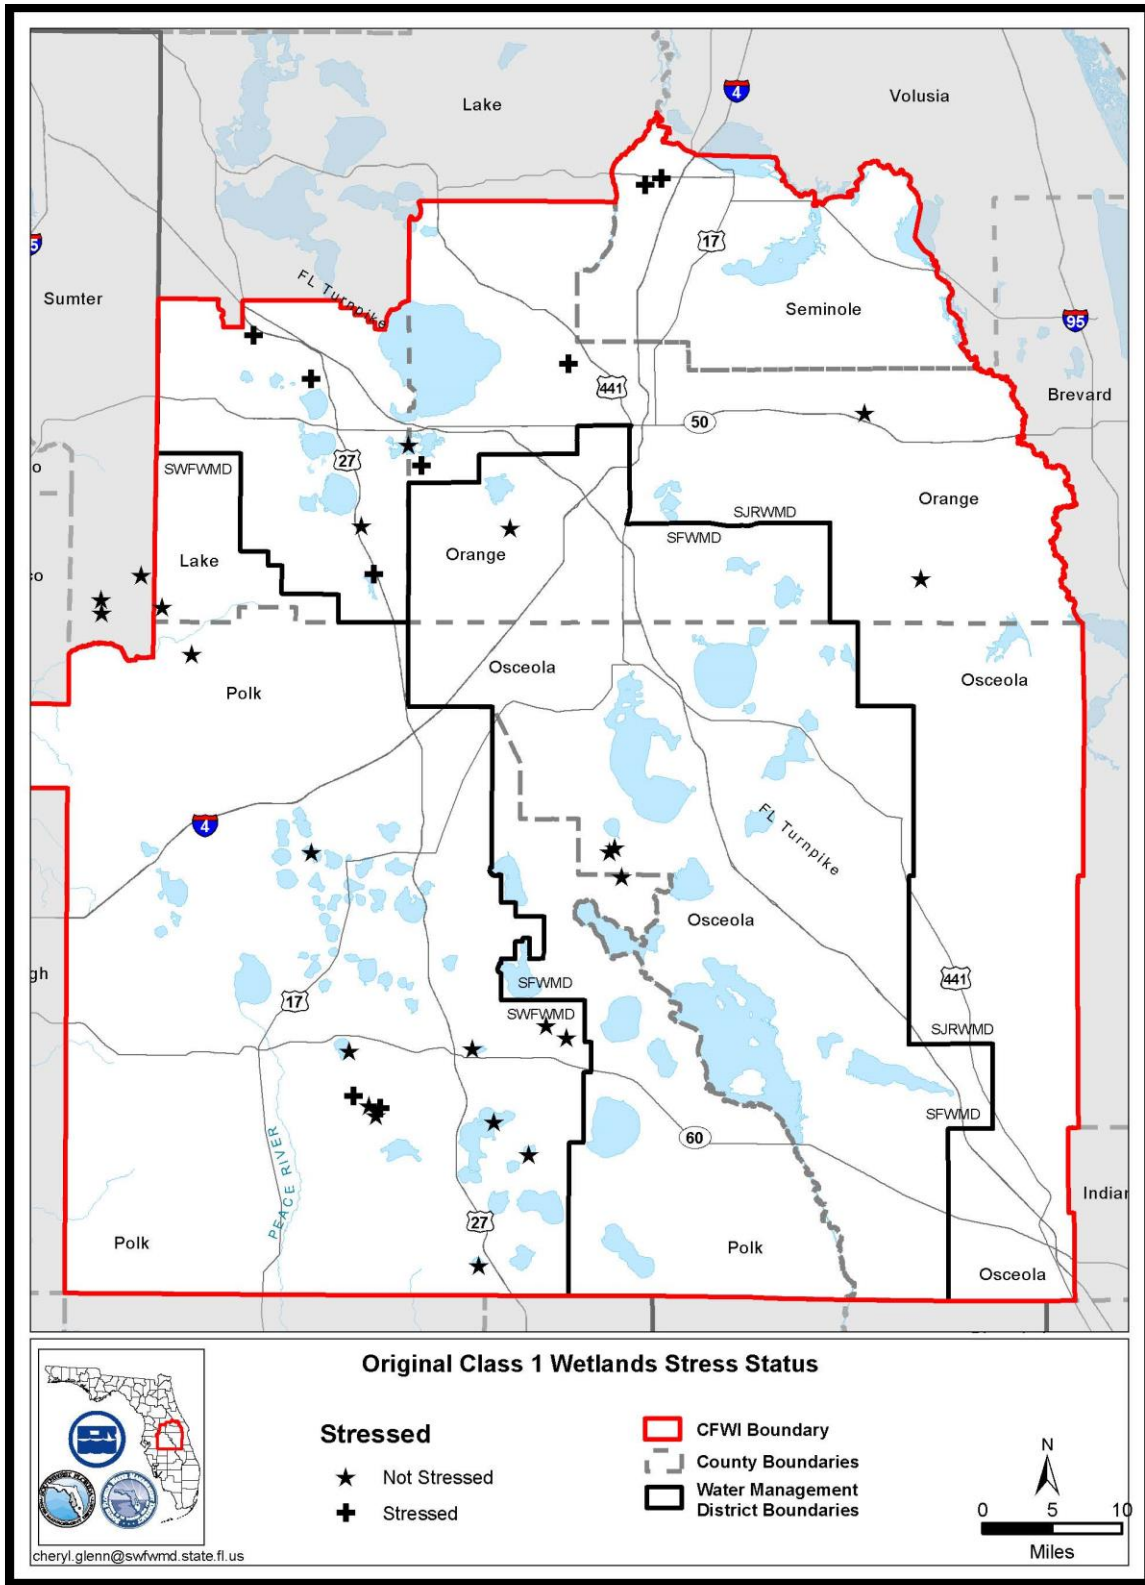 Lake
Volusia
4
17
5
Sumter
FL Turnpike
Seminole
95
441
Brevard
50
27
SWFWMD
o
Orange
SJRWMD
SFWMD
Orange
Lake
co
Osceola
Osceola
Polk
4
FL Turnpike
Osceola
gh
SFWMD
441
17
SWFWMD
SJRWMD
SFWMD
60
PEACE RIVER
Indian
27
Polk
Polk
Osceola
Original Class 1 Wetlands Stress Status
Stressed
Not Stressed
Stressed
CFWI Boundary
County Boundaries
Water Management
District Boundaries
N
0 5 10
Miles
cheryl.glenn@swfwmd.state.fl.us